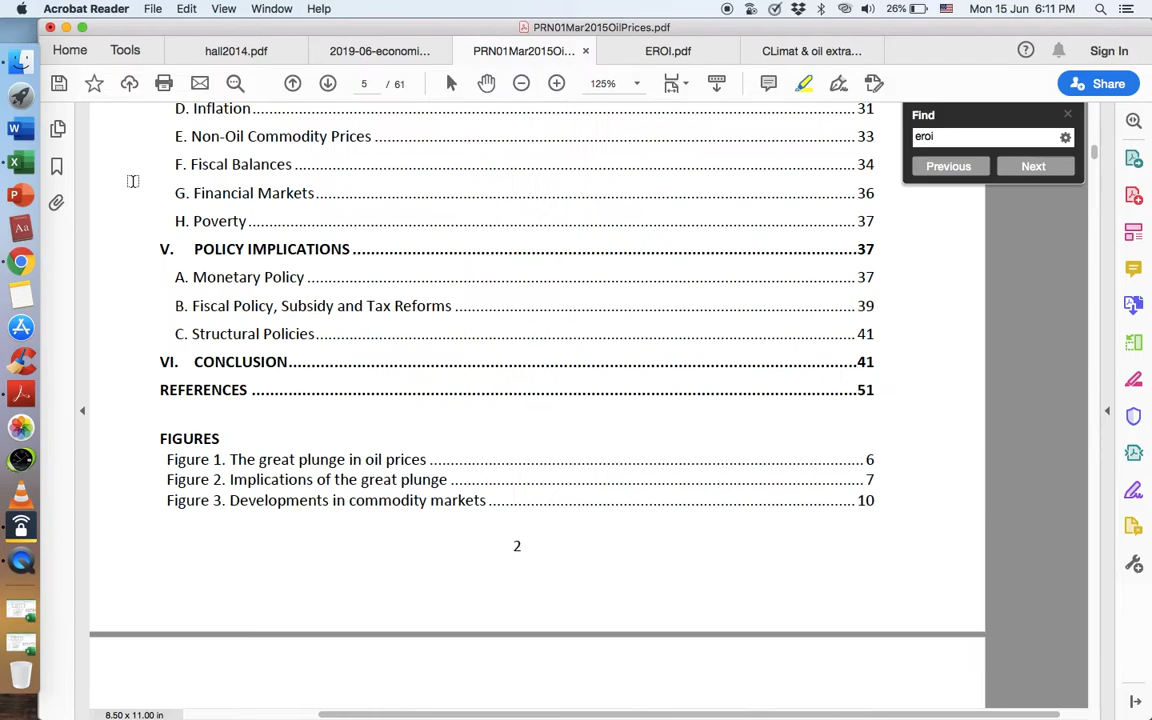 Acrobat Reader File Edit View Window Help 26% Mon 15 Jun 6:11 PM
PRN01Mar2015OilPrices.pdf
Home Tools hall2014.pdf 2019-06-economi... PRN01Mar2015Oi... × EROI.pdf CLimat & oil extra... Sign In
5 / 61 125% Share
D. Inflation 31
E. Non-Oil Commodity Prices 33
F. Fiscal Balances 34
G. Financial Markets 36
H. Poverty 37
V. POLICY IMPLICATIONS 37
A. Monetary Policy 37
B. Fiscal Policy, Subsidy and Tax Reforms 39
C. Structural Policies 41
VI. CONCLUSION 41
REFERENCES 51
FIGURES
Figure 1. The great plunge in oil prices 6
Figure 2. Implications of the great plunge 7
Figure 3. Developments in commodity markets 10
2
Find
eroi
Previous Next
8.50 x 11.00 in